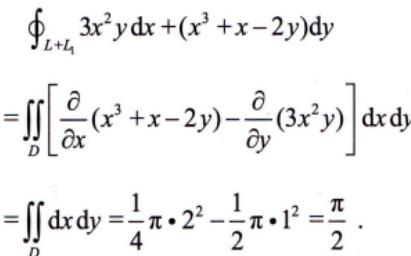 ∮_{L+L₁} 3x²y dx + (x³ + x − 2y)dy
= ∬_D [∂/∂x (x³ + x − 2y) − ∂/∂y (3x²y)] dx dy
= ∬_D dx dy = 1/4 π • 2² − 1/2 π • 1² = π/2 .